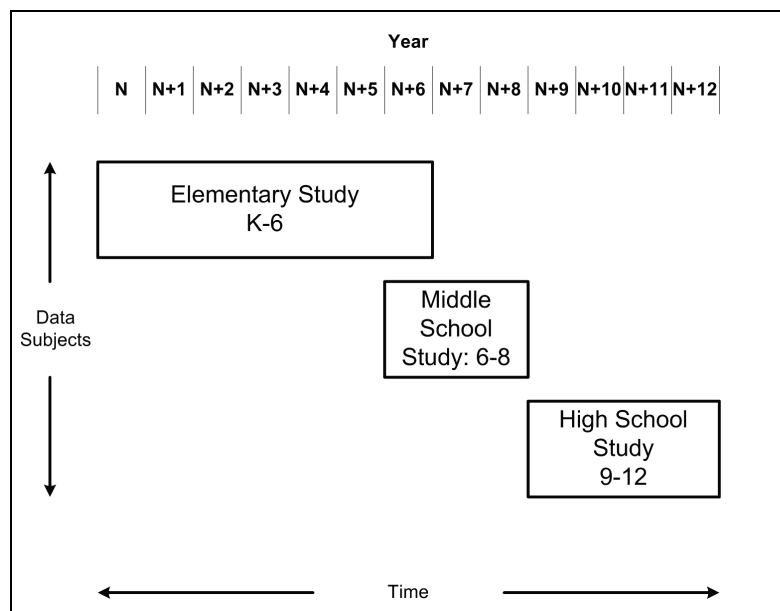 Year
N N+1 N+2 N+3 N+4 N+5 N+6 N+7 N+8 N+9 N+10 N+11 N+12
Elementary Study
K-6
Middle
School
Study: 6-8
Data
Subjects
High School
Study
9-12
Time